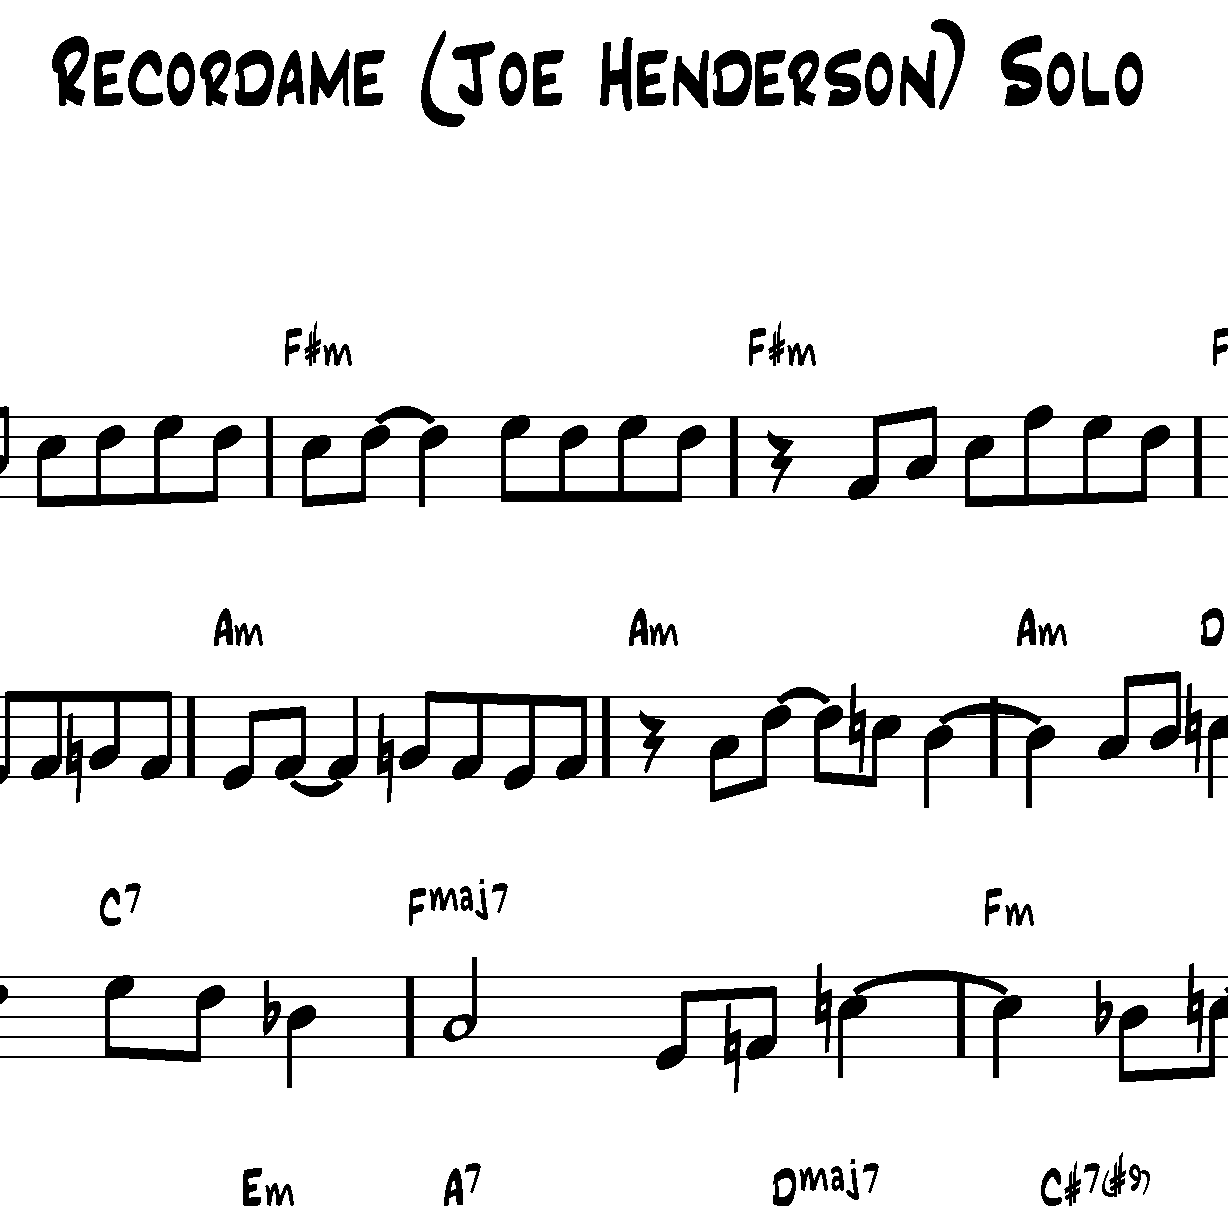 RECORDAME (JOE HENDERSON) SOLO
F#m F#m F
Am Am Am D
C7 Fmaj7 Fm
Em A7 Dmaj7 C#7(#9)